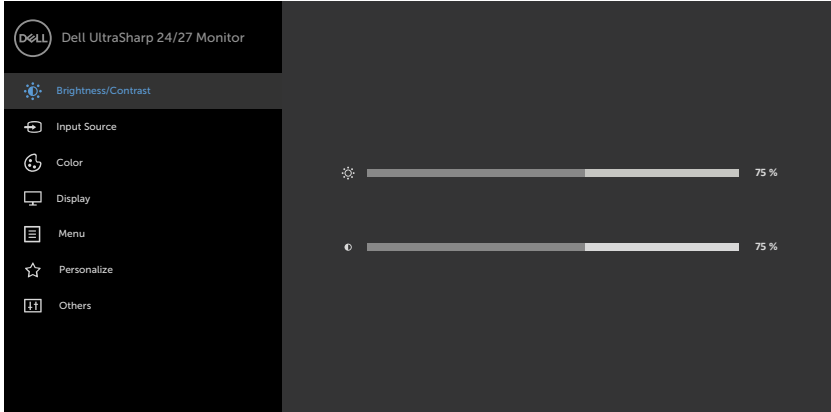 DELL
Dell UltraSharp 24/27 Monitor
Brightness/Contrast
Input Source
Color
Display
Menu
Personalize
Others
75 %
75 %